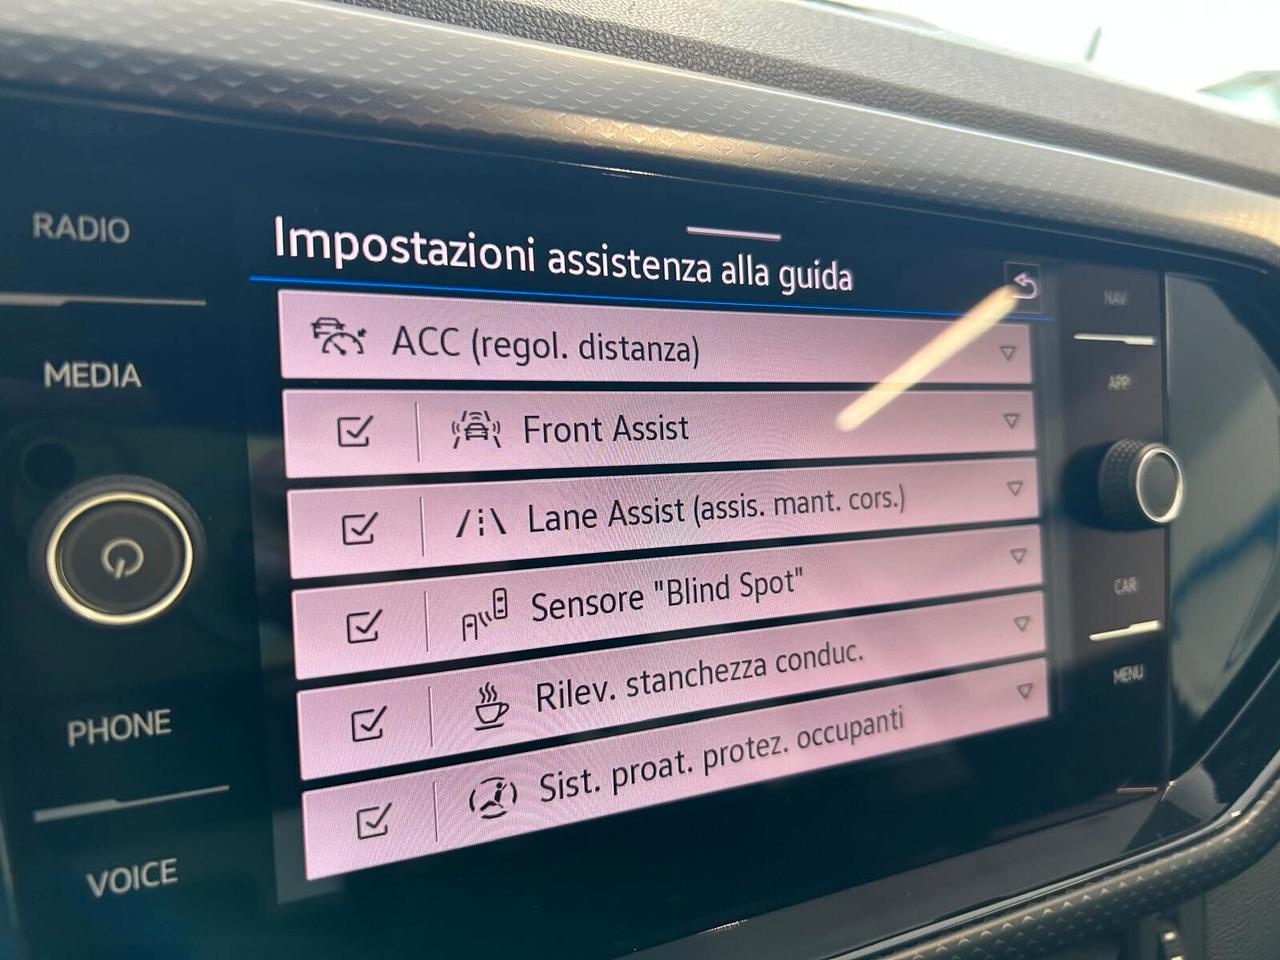 RADIO
MEDIA
PHONE
VOICE
Impostazioni assistenza alla guida
ACC (regol. distanza)
Front Assist
Lane Assist (assis. mant. cors.)
Sensore "Blind Spot"
Rilev. stanchezza conduc.
Sist. proat. protez. occupanti
NAV
APP
CAR
MENU